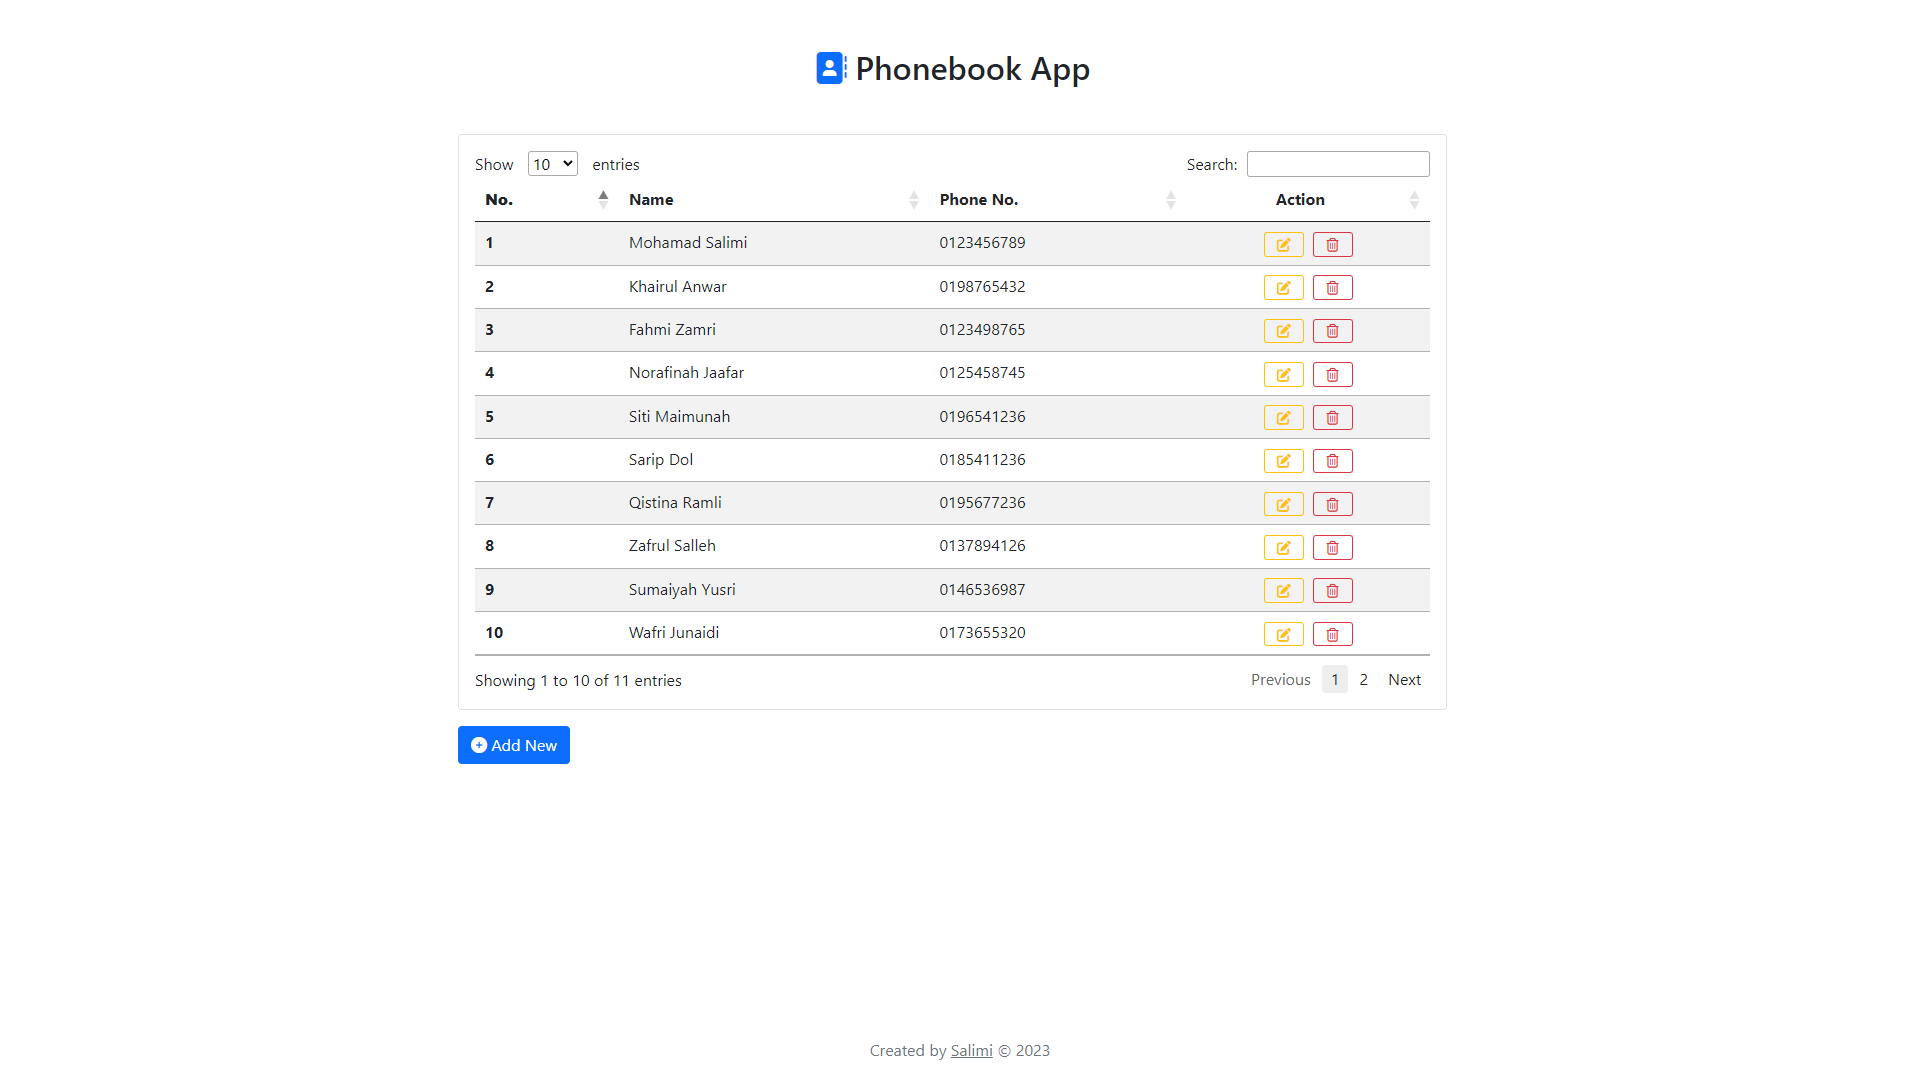 Phonebook App
Show 10 entries Search:
No. Name Phone No. Action
1 Mohamad Salimi 0123456789
2 Khairul Anwar 0198765432
3 Fahmi Zamri 0123498765
4 Norafinah Jaafar 0125458745
5 Siti Maimunah 0196541236
6 Sarip Dol 0185411236
7 Qistina Ramli 0195677236
8 Zafrul Salleh 0137894126
9 Sumaiyah Yusri 0146536987
10 Wafri Junaidi 0173655320
Showing 1 to 10 of 11 entries Previous 1 2 Next
Add New
Created by Salimi © 2023